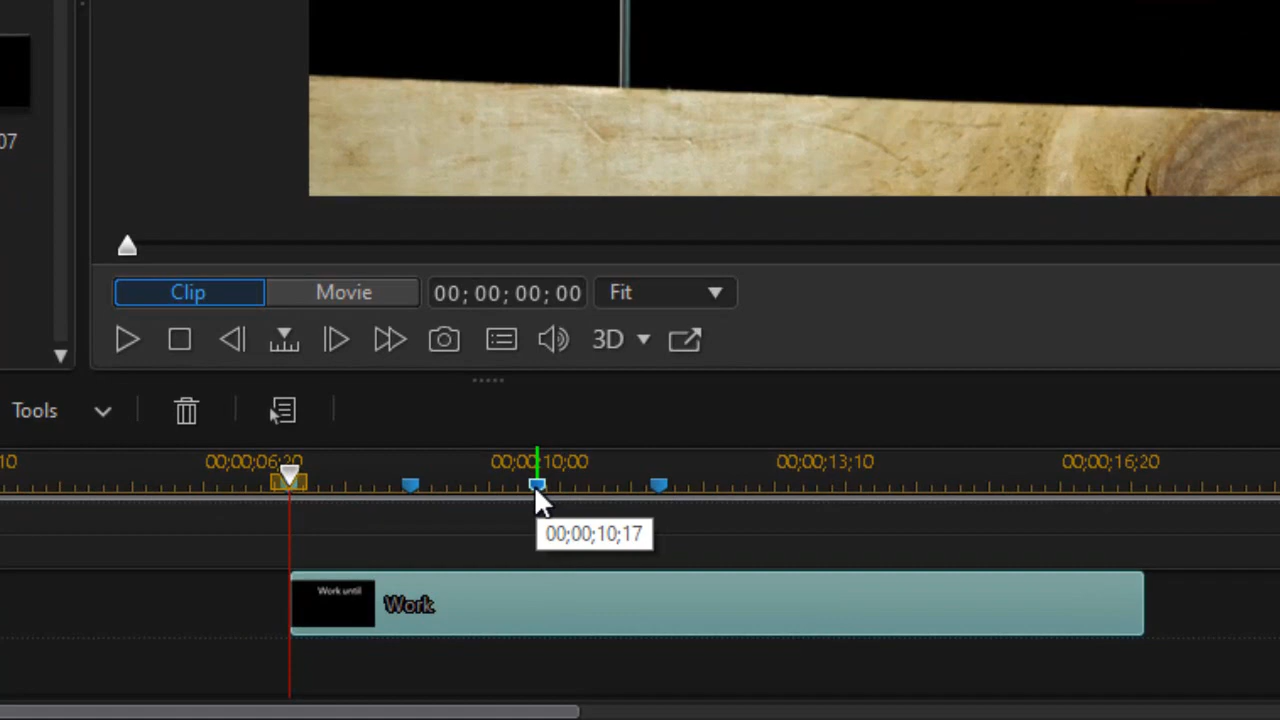 07
Clip Movie 00; 00; 00; 00 Fit
3D
Tools
10 00;00;06;20 00;00;10;00 00;00;13;10 00;00;16;20
00;00;10;17
Work until Work